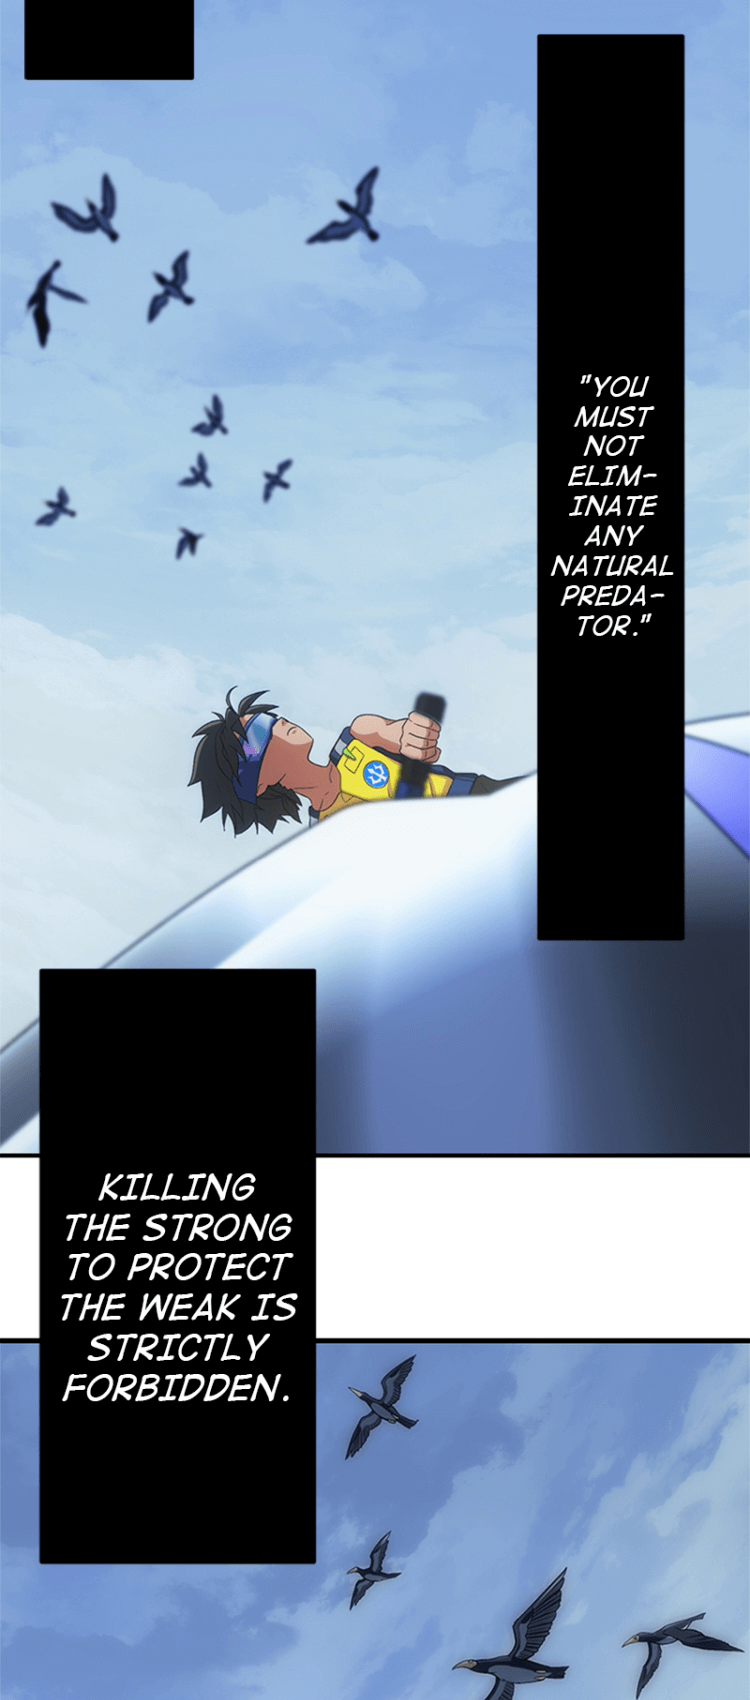 "YOU
MUST
NOT
ELIM-
INATE
ANY
NATURAL
PREDA-
TOR."
KILLING
THE STRONG
TO PROTECT
THE WEAK IS
STRICTLY
FORBIDDEN.